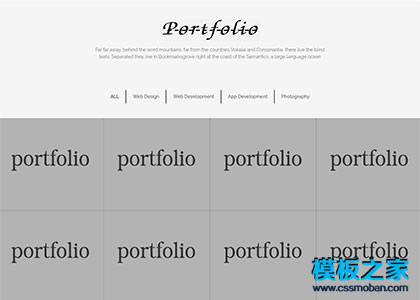 Portfolio
Far far away, behind the word mountains, far from the countries Vokalia and Consonantia, there live the blind
texts. Separated they live in Bookmarksgrove right at the coast of the Semantics, a large language ocean
ALL Web Design Web Development App Development Photography
portfolio portfolio portfolio portfolio
portfolio portfolio portfolio portfolio
模板之家
www.cssmoban.com